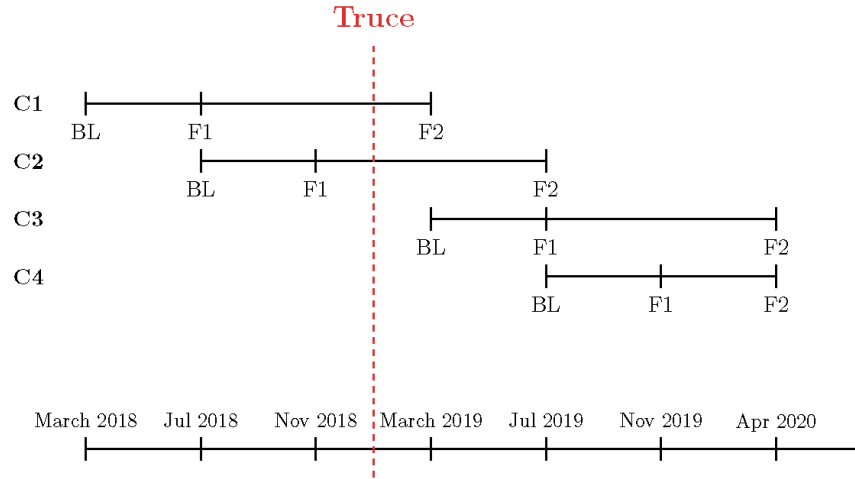 Truce
C1
BL F1 F2
C2
BL F1 F2
C3
BL F1 F2
C4
BL F1 F2
March 2018 Jul 2018 Nov 2018 March 2019 Jul 2019 Nov 2019 Apr 2020